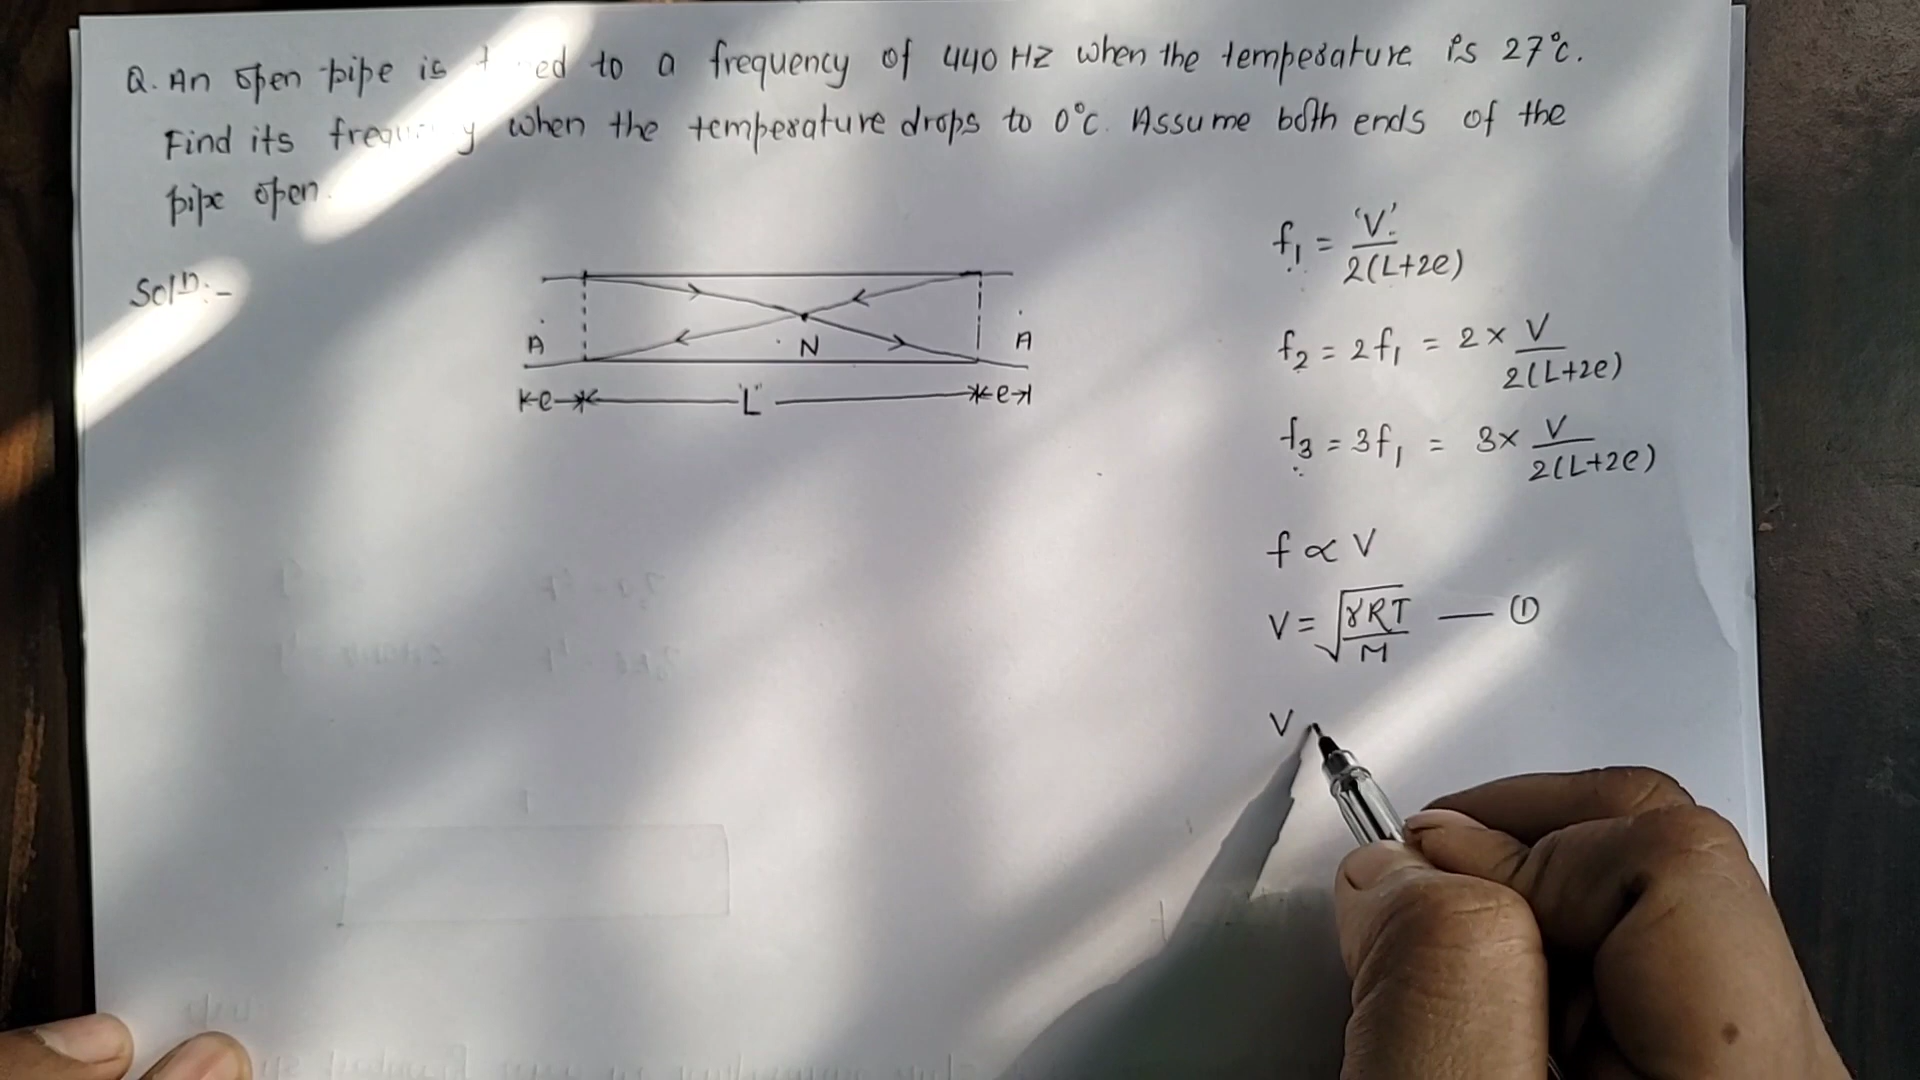 Q. An open pipe is t ed to a frequency of 440 Hz when the temperature is 27°c.
Find its frequ y when the temperature drops to 0°c. Assume both ends of the
pipe open.
Solⁿ:-
A N A
e L e
f₁ = 'V' / 2(L+2e)
f₂ = 2f₁ = 2 × V / 2(L+2e)
f₃ = 3f₁ = 3× V / 2(L+2e)
f ∝ V
V = √(γRT / M) — ①
V